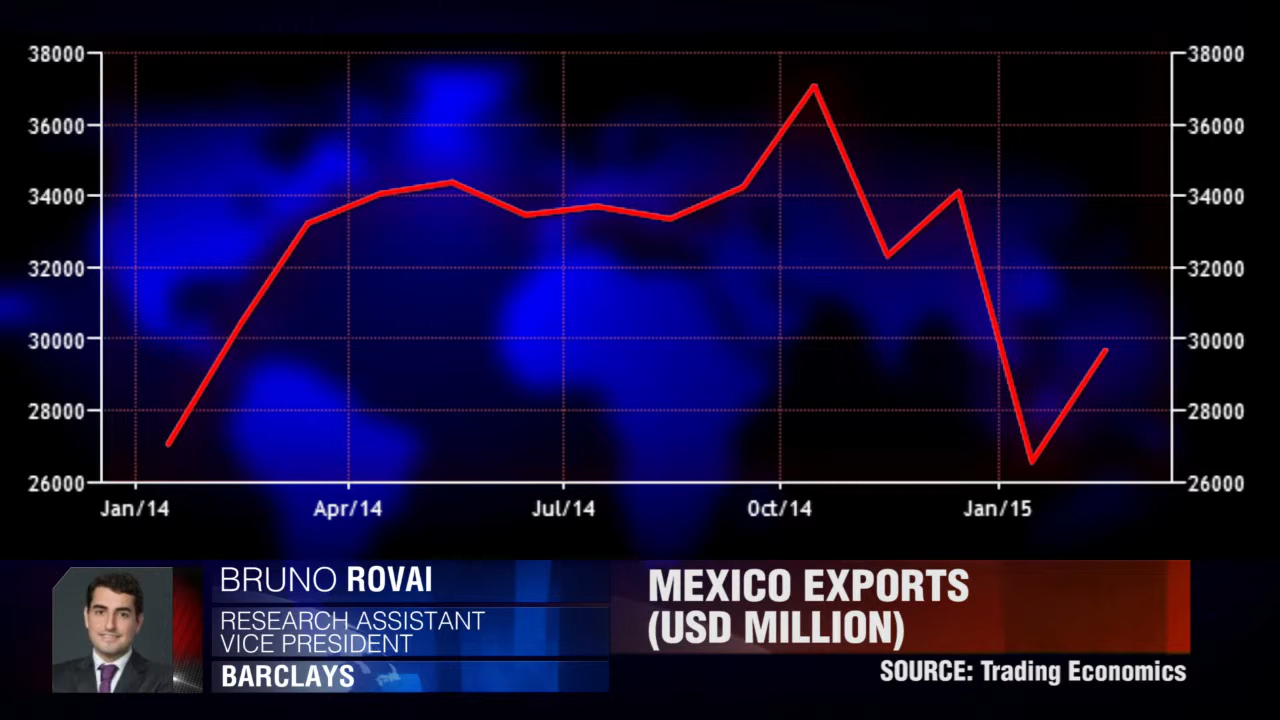 38000 38000
36000 36000
34000 34000
32000 32000
30000 30000
28000 28000
26000 26000
Jan/14 Apr/14 Jul/14 Oct/14 Jan/15
BRUNO ROVAI
RESEARCH ASSISTANT
VICE PRESIDENT
BARCLAYS
MEXICO EXPORTS
(USD MILLION)
SOURCE: Trading Economics